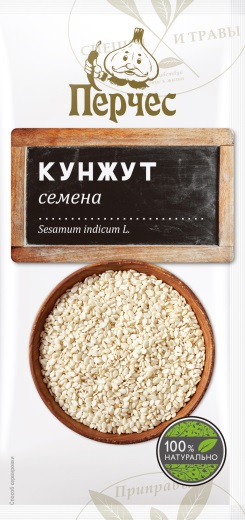 СПЕЦИИ И ТРАВЫ
Перчес
КУНЖУТ
семена
Sesamum indicum L.
100%
НАТУРАЛЬНО
Приправы